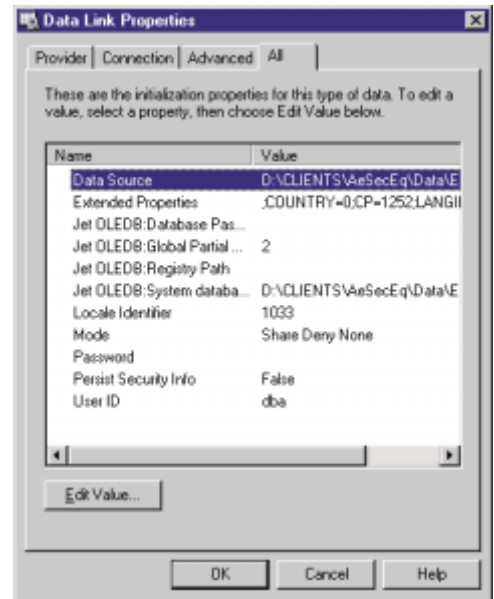 Data Link Properties
Provider Connection Advanced All
These are the initialization properties for this type of data. To edit a
value, select a property, then choose Edit Value below.
Name Value
Data Source D:\CLIENTS\AeSecEq\Data\E
Extended Properties ;COUNTRY=0;CP=1252;LANGII
Jet OLEDB:Database Pas...
Jet OLEDB:Global Partial ... 2
Jet OLEDB:Registry Path
Jet OLEDB:System databa... D:\CLIENTS\AeSecEq\Data\E
Locale Identifier 1033
Mode Share Deny None
Password
Persist Security Info False
User ID dba
Edit Value...
OK Cancel Help